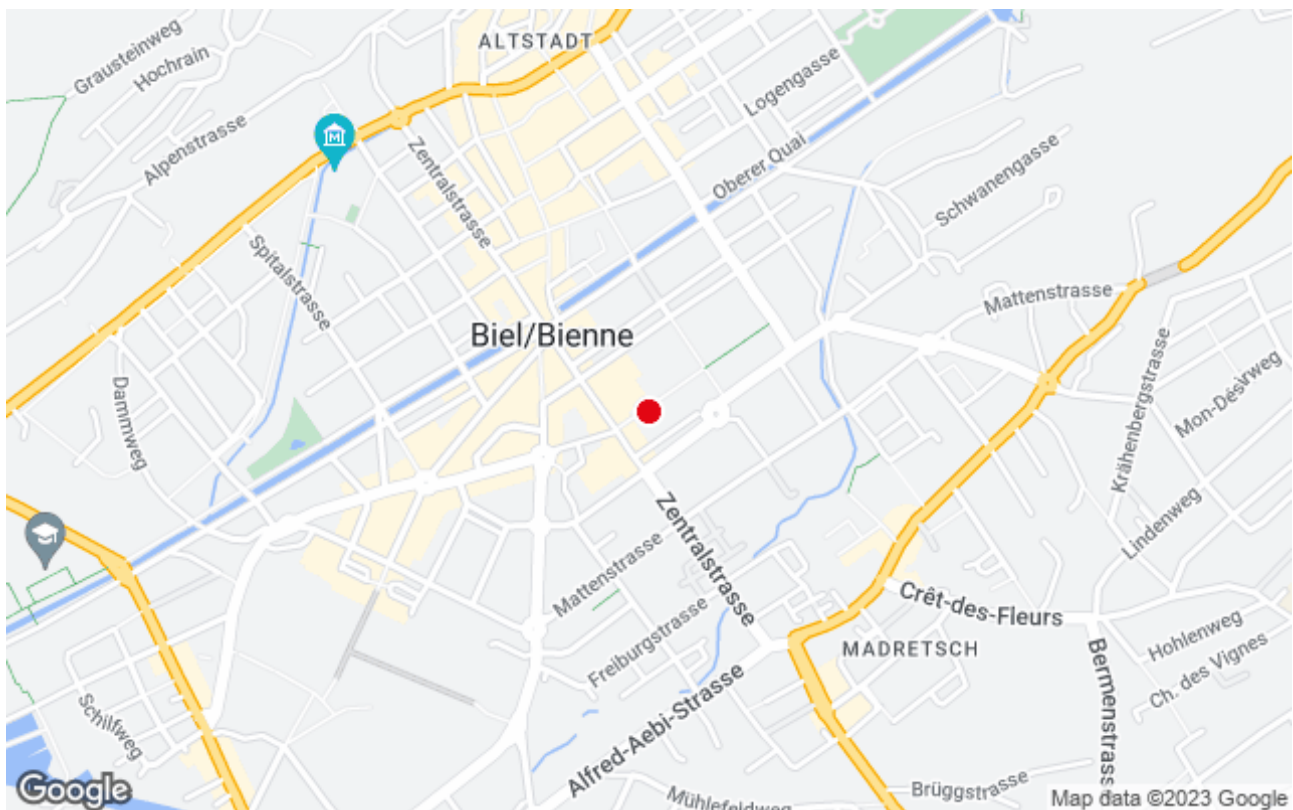 Grausteinweg
Hochrain
ALTSTADT
Logengasse
Alpenstrasse
M
Zentralstrasse
Oberer Quai
Schwanengasse
Spitalstrasse
Mattenstrasse
Biel/Bienne
Dammweg
Krähenbergstrasse
Mon-Désirweg
Lindenweg
Zentralstrasse
Mattenstrasse
Crêt-des-Fleurs
Freiburgstrasse
MADRETSCH
Hohlenweg
Bermenstrass
Ch. des Vignes
Schilfweg
Alfred-Aebi-Strasse
Brüggstrasse
Mühlefeldweg
Google
Map data ©2023 Google